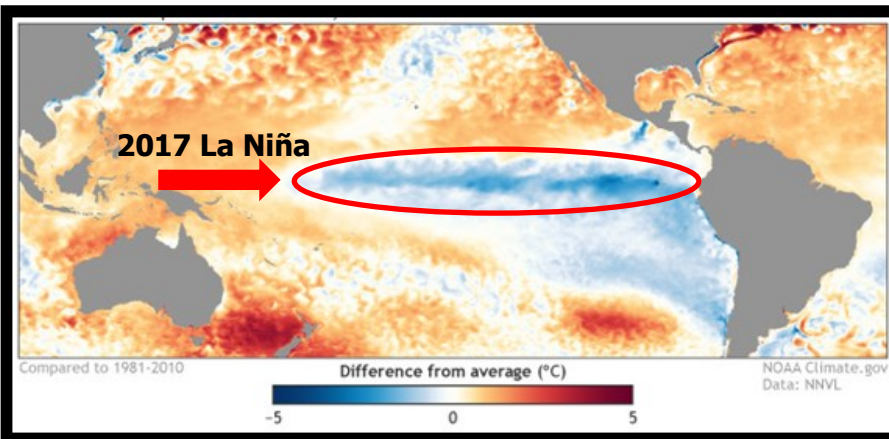 2017 La Niña
Compared to 1981-2010
Difference from average (°C)
NOAA Climate.gov
Data: NNVL
-5
0
5